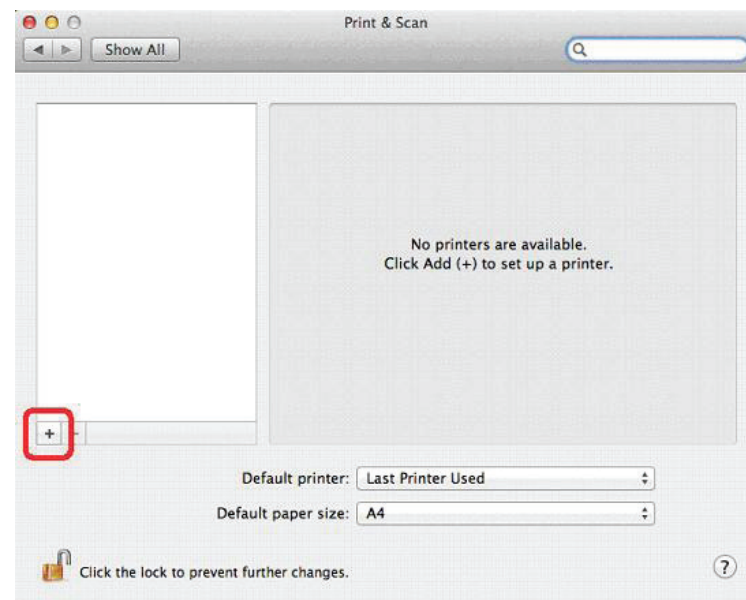 Print & Scan
Show All
No printers are available.
Click Add (+) to set up a printer.
+ -
Default printer: Last Printer Used
Default paper size: A4
Click the lock to prevent further changes.
?